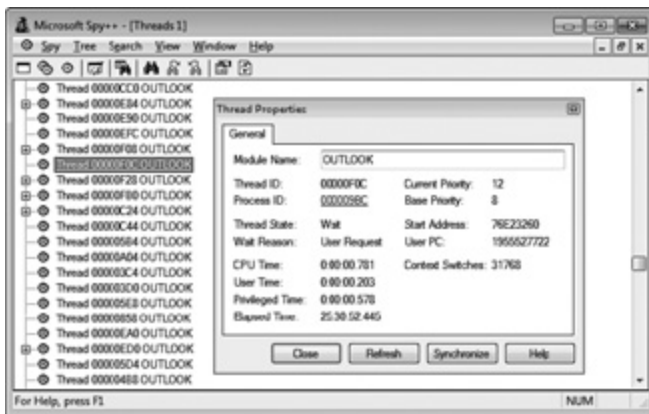 Microsoft Spy++ - [Threads 1]
Spy Tree Search View Window Help
Thread 00000CC0 OUTLOOK
Thread 00000E84 OUTLOOK
Thread 00000E90 OUTLOOK
Thread 00000EFC OUTLOOK
Thread 00000F08 OUTLOOK
Thread 00000F0C OUTLOOK
Thread 00000F28 OUTLOOK
Thread 00000FB0 OUTLOOK
Thread 00000C24 OUTLOOK
Thread 00000C44 OUTLOOK
Thread 00000584 OUTLOOK
Thread 00000A04 OUTLOOK
Thread 000003C4 OUTLOOK
Thread 000003D0 OUTLOOK
Thread 000005E8 OUTLOOK
Thread 00000858 OUTLOOK
Thread 00000EA0 OUTLOOK
Thread 00000ED0 OUTLOOK
Thread 000005D4 OUTLOOK
Thread 00000488 OUTLOOK
Thread Properties
General
Module Name: OUTLOOK
Thread ID: 00000F0C Current Priority: 12
Process ID: 000009BC Base Priority: 8
Thread State: Wait Start Address: 76E23260
Wait Reason: User Request User PC: 1955527722
CPU Time: 0:00:00.781 Context Switches: 31768
User Time: 0:00:00.203
Privileged Time: 0:00:00.578
Elapsed Time: 25:30:52.445
Close Refresh Synchronize Help
For Help, press F1 NUM